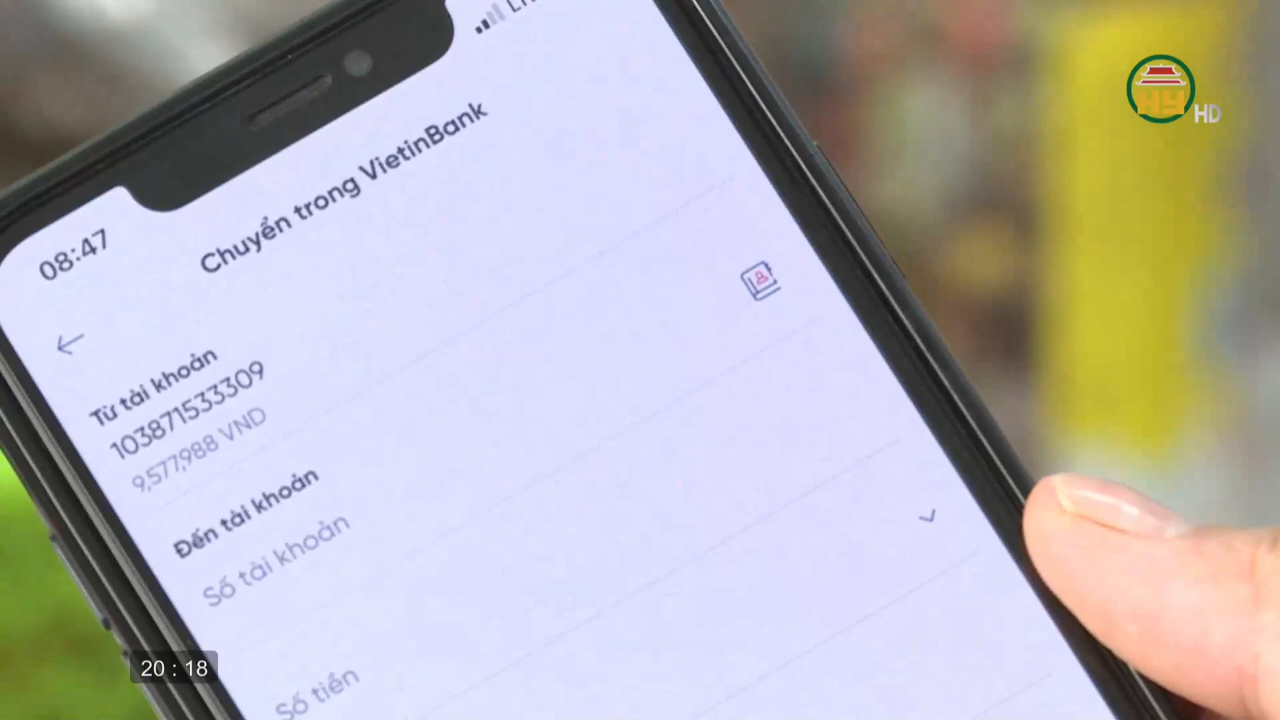 HY HD
08:47
Chuyển trong VietinBank
Từ tài khoản
103871533309
9,577,988 VND
Đến tài khoản
Số tài khoản
Số tiền
20 : 18